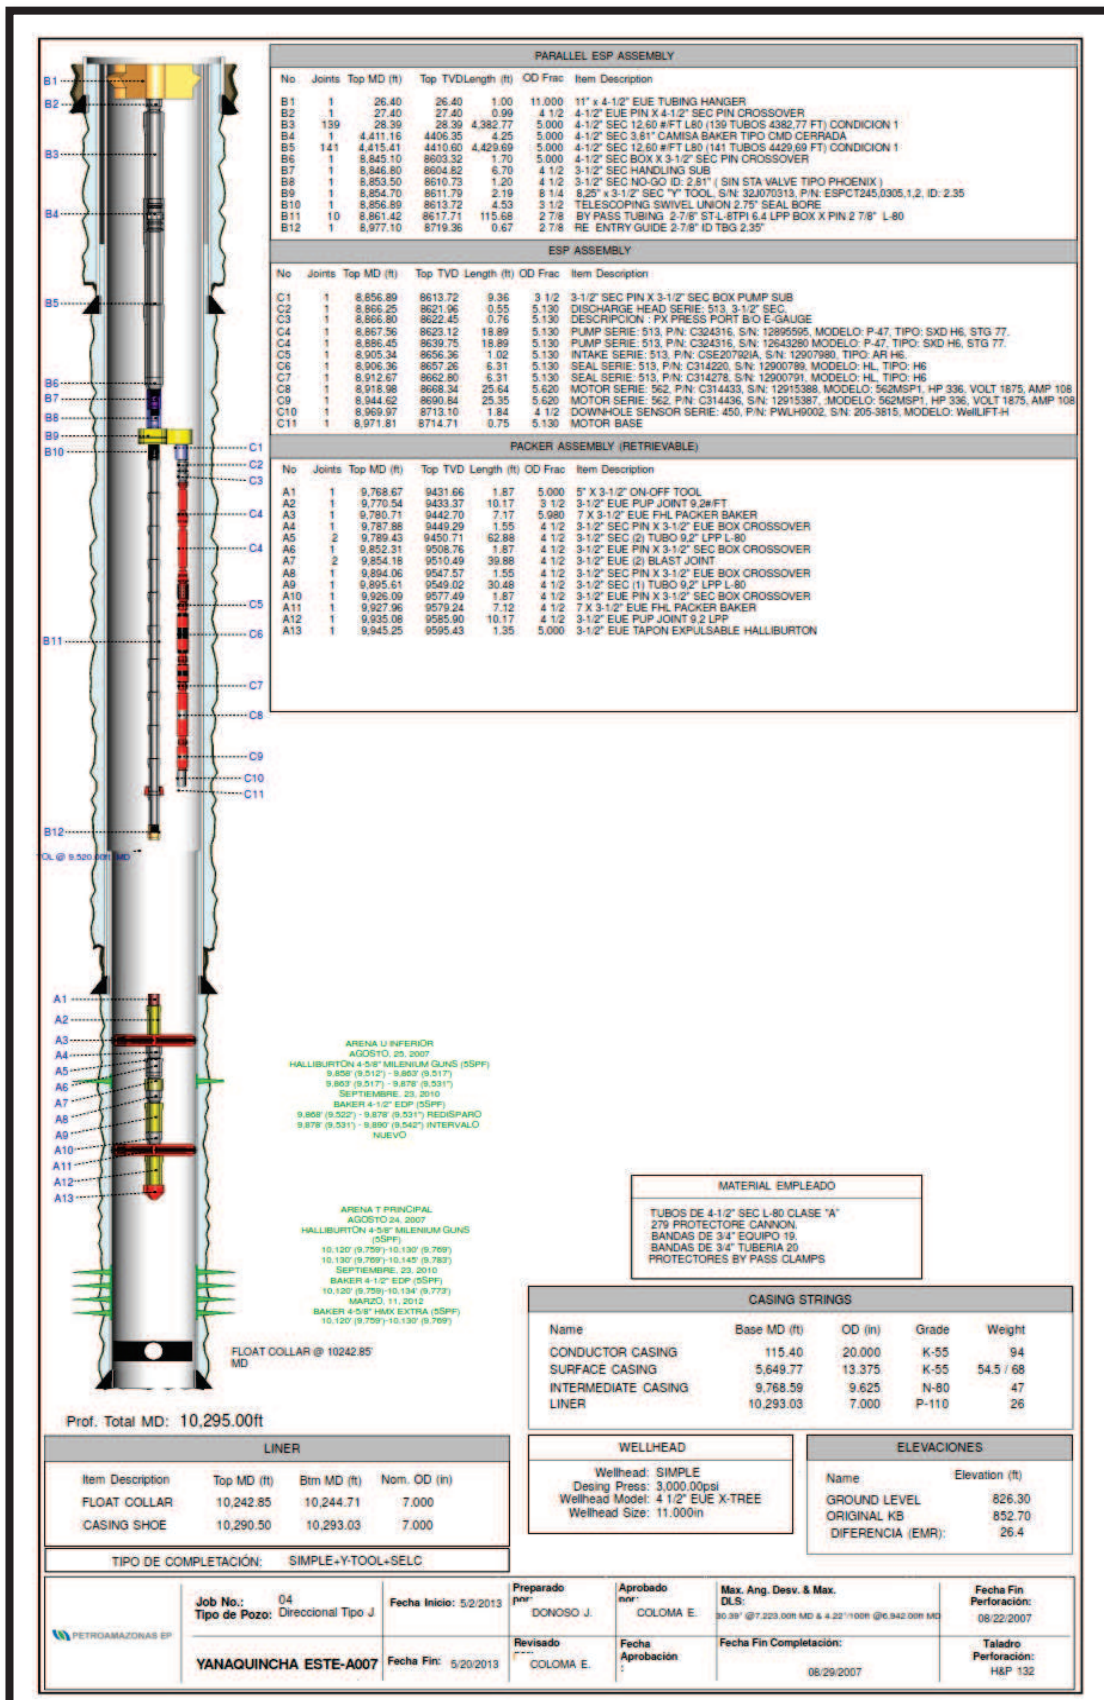 PARALLEL ESP ASSEMBLY
No Joints Top MD (ft) Top TVD Length (ft) OD Frac Item Description
B1 1 26.40 26.40 1.00 11.000 11" x 4-1/2" EUE TUBING HANGER
B2 1 27.40 27.40 0.99 4 1/2 4-1/2" EUE PIN X 4-1/2" SEC PIN CROSSOVER
B3 139 28.39 28.39 4,382.77 5.000 4-1/2" SEC 12,60 #/FT L80 (139 TUBOS 4382,77 FT) CONDICION 1
B4 1 4,411.16 4406.35 4.25 5.000 4-1/2" SEC 3,81" CAMISA BAKER TIPO CMD CERRADA
B5 141 4,415.41 4410.60 4,429.69 5.000 4-1/2" SEC 12,60 #/FT L80 (141 TUBOS 4429,69 FT) CONDICION 1
B6 1 8,845.10 8603.32 1.70 5.000 4-1/2" SEC BOX X 3-1/2" SEC PIN CROSSOVER
B7 1 8,846.80 8604.82 6.70 4 1/2 3-1/2" SEC HANDLING SUB
B8 1 8,853.50 8610.73 1.20 4 1/2 3-1/2" SEC NO-GO ID: 2,81" ( SIN STA VALVE TIPO PHOENIX )
B9 1 8,854.70 8611.79 2.19 8 1/4 8,25" x 3-1/2" SEC "Y" TOOL, S/N: 32J070313, P/N: ESPCT245,0305,1,2, ID: 2.35
B10 1 8,856.89 8613.72 4.53 3 1/2 TELESCOPING SWIVEL UNION 2.75" SEAL BORE
B11 10 8,861.42 8617.71 115.68 2 7/8 BY PASS TUBING 2-7/8" ST-L-8TPI 6.4 LPP BOX X PIN 2 7/8" L-80
B12 1 8,977.10 8719.36 0.67 2 7/8 RE ENTRY GUIDE 2-7/8" ID TBG 2.35"
ESP ASSEMBLY
No Joints Top MD (ft) Top TVD Length (ft) OD Frac Item Description
C1 1 8,856.89 8613.72 9.36 3 1/2 3-1/2" SEC PIN X 3-1/2" SEC BOX PUMP SUB
C2 1 8,866.25 8621.96 0.55 5.130 DISCHARGE HEAD SERIE: 513, 3-1/2" SEC.
C3 1 8,866.80 8622.45 0.76 5.130 DESCRIPCION : PX PRESS PORT B/O E-GAUGE
C4 1 8,867.56 8623.12 18.89 5.130 PUMP SERIE: 513, P/N: C324316, S/N: 12895595, MODELO: P-47, TIPO: SXD H6, STG 77.
C4 1 8,886.45 8639.75 18.89 5.130 PUMP SERIE: 513, P/N: C324316, S/N: 12643280 MODELO: P-47, TIPO: SXD H6, STG 77.
C5 1 8,905.34 8656.36 1.02 5.130 INTAKE SERIE: 513, P/N: CSE20792IA, S/N: 12907980, TIPO: AR H6.
C6 1 8,906.36 8657.26 6.31 5.130 SEAL SERIE: 513, P/N: C314220, S/N: 12900789, MODELO: HL, TIPO: H6
C7 1 8,912.67 8662.80 6.31 5.130 SEAL SERIE: 513, P/N: C314278, S/N: 12900791, MODELO: HL, TIPO: H6
C8 1 8,918.98 8668.34 25.64 5.620 MOTOR SERIE: 562, P/N: C314433, S/N: 12915388, MODELO: 562MSP1, HP 336, VOLT 1875, AMP 108
C9 1 8,944.62 8690.84 25.35 5.620 MOTOR SERIE: 562, P/N: C314436, S/N: 12915387, :MODELO: 562MSP1, HP 336, VOLT 1875, AMP 108
C10 1 8,969.97 8713.10 1.84 4 1/2 DOWNHOLE SENSOR SERIE: 450, P/N: PWLH9002, S/N: 205-3815, MODELO: WellLIFT-H
C11 1 8,971.81 8714.71 0.75 5.130 MOTOR BASE
PACKER ASSEMBLY (RETRIEVABLE)
No Joints Top MD (ft) Top TVD Length (ft) OD Frac Item Description
A1 1 9,768.67 9431.66 1.87 5.000 5" X 3-1/2" ON-OFF TOOL
A2 1 9,770.54 9433.37 10.17 3 1/2 3-1/2" EUE PUP JOINT 9,2#/FT
A3 1 9,780.71 9442.70 7.17 5.980 7 X 3-1/2" EUE FHL PACKER BAKER
A4 1 9,787.88 9449.29 1.55 4 1/2 3-1/2" SEC PIN X 3-1/2" EUE BOX CROSSOVER
A5 2 9,789.43 9450.71 62.88 4 1/2 3-1/2" SEC (2) TUBO 9,2" LPP L-80
A6 1 9,852.31 9508.76 1.87 4 1/2 3-1/2" EUE PIN X 3-1/2" SEC BOX CROSSOVER
A7 2 9,854.18 9510.49 39.88 4 1/2 3-1/2" EUE (2) BLAST JOINT
A8 1 9,894.06 9547.57 1.55 4 1/2 3-1/2" SEC PIN X 3-1/2" EUE BOX CROSSOVER
A9 1 9,895.61 9549.02 30.48 4 1/2 3-1/2" SEC (1) TUBO 9,2" LPP L-80
A10 1 9,926.09 9577.49 1.87 4 1/2 3-1/2" EUE PIN X 3-1/2" SEC BOX CROSSOVER
A11 1 9,927.96 9579.24 7.12 4 1/2 7 X 3-1/2" EUE FHL PACKER BAKER
A12 1 9,935.08 9585.90 10.17 4 1/2 3-1/2" EUE PUP JOINT 9,2 LPP
A13 1 9,945.25 9595.43 1.35 5,000 3-1/2" EUE TAPON EXPULSABLE HALLIBURTON
B1
B2
B3
B4
B5
B6
B7
B8
B9
B10
C1
C2
C3
C4
C4
C5
C6
B11
C7
C8
C9
C10
C11
B12
TOL @ 9,520.00ft MD
A1
A2
A3
A4
A5
A6
A7
A8
A9
A10
A11
A12
A13
ARENA U INFERIOR
AGOSTO, 25, 2007
HALLIBURTON 4-5/8" MILENIUM GUNS (5SPF)
9,858' (9,512') - 9,863' (9,517')
9,863' (9,517') - 9,878' (9,531")
SEPTIEMBRE, 23, 2010
BAKER 4-1/2" EDP (5SPF)
9,868' (9,522') - 9,878' (9,531") REDISPARO
9,878' (9,531') - 9,890' (9,542") INTERVALO
NUEVO
ARENA T PRINCIPAL
AGOSTO 24, 2007
HALLIBURTON 4-5/8" MILENIUM GUNS
(5SPF)
10,120' (9,759')-10,130' (9,769')
10,130' (9,769')-10,145' (9,783')
SEPTIEMBRE, 23, 2010
BAKER 4-1/2" EDP (5SPF)
10,120' (9,759)-10,134' (9,773')
MARZO, 11, 2012
BAKER 4-5/8" HMX EXTRA (5SPF)
10,120' (9,759')-10,130' (9,769')
FLOAT COLLAR @ 10242.85'
MD
MATERIAL EMPLEADO
TUBOS DE 4-1/2" SEC L-80 CLASE "A"
279 PROTECTORE CANNON.
BANDAS DE 3/4" EQUIPO 19.
BANDAS DE 3/4" TUBERIA 20
PROTECTORES BY PASS CLAMPS
CASING STRINGS
Name Base MD (ft) OD (in) Grade Weight
CONDUCTOR CASING 115.40 20.000 K-55 94
SURFACE CASING 5,649.77 13.375 K-55 54.5 / 68
INTERMEDIATE CASING 9,768.59 9.625 N-80 47
LINER 10,293.03 7.000 P-110 26
Prof. Total MD: 10,295.00ft
LINER
Item Description Top MD (ft) Btm MD (ft) Nom. OD (in)
FLOAT COLLAR 10,242.85 10,244.71 7.000
CASING SHOE 10,290.50 10,293.03 7.000
TIPO DE COMPLETACIÓN: SIMPLE+Y-TOOL+SELC
WELLHEAD
Wellhead: SIMPLE
Desing Press: 3,000.00psi
Wellhead Model: 4 1/2" EUE X-TREE
Wellhead Size: 11.000in
ELEVACIONES
Name Elevation (ft)
GROUND LEVEL 826.30
ORIGINAL KB 852.70
DIFERENCIA (EMR): 26.4
PETROAMAZONAS EP
Job No.: 04
Tipo de Pozo: Direccional Tipo J
YANAQUINCHA ESTE-A007
Fecha Inicio: 5/2/2013
Fecha Fin: 5/20/2013
Preparado
por:
DONOSO J.
Revisado
COLOMA E.
Aprobado
por:
COLOMA E.
Fecha
Aprobación
:
Max. Ang. Desv. & Max.
DLS:
30.39° @7,223.00ft MD & 4.22°/100ft @6,942.00ft MD
Fecha Fin Completación:
08/29/2007
Fecha Fin
Perforación:
08/22/2007
Taladro
Perforación:
H&P 132